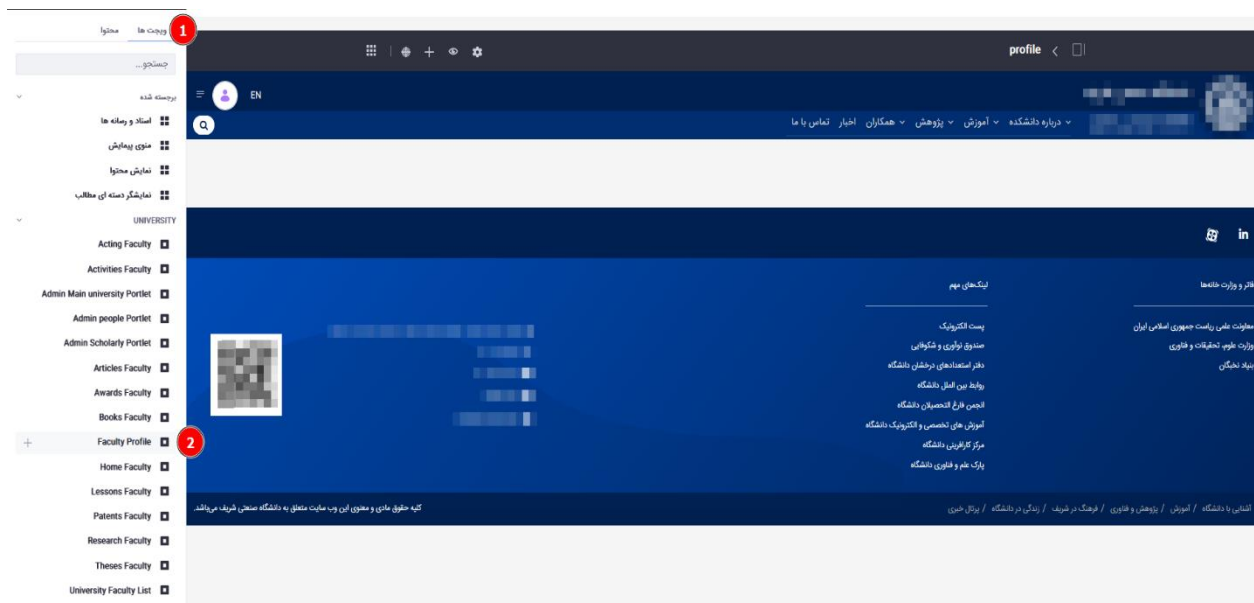 ویجت ها محتوا
1
جستجو...
برجسته شده
اسناد و رسانه ها
منوی پیمایش
نمایش محتوا
نمایشگر دسته ای مطالب
UNIVERSITY
Acting Faculty
Activities Faculty
Admin Main university Portlet
Admin people Portlet
Admin Scholarly Portlet
Articles Faculty
Awards Faculty
Books Faculty
Faculty Profile
2
Home Faculty
Lessons Faculty
Patents Faculty
Research Faculty
Theses Faculty
University Faculty List
profile
EN
درباره دانشکده آموزش پژوهش همکاران اخبار تماس با ما
in
فاتر و وزارت خانه‌ها
معاونت علمی ریاست جمهوری اسلامی ایران
وزارت علوم، تحقیقات و فناوری
بنیاد نخبگان
لینک‌های مهم
پست الکترونیک
صندوق نوآوری و شکوفایی
دفتر استعدادهای درخشان دانشگاه
روابط بین الملل دانشگاه
انجمن فارغ التحصیلان دانشگاه
آموزش های تخصصی و الکترونیک دانشگاه
مرکز کارآفرینی دانشگاه
پارک علم و فناوری دانشگاه
آشنایی با دانشگاه / آموزش / پژوهش و فناوری / فرهنگ در شریف / زندگی در دانشگاه / پرتال خبری
کلیه حقوق مادی و معنوی این وب سایت متعلق به دانشگاه صنعتی شریف می‌باشد.